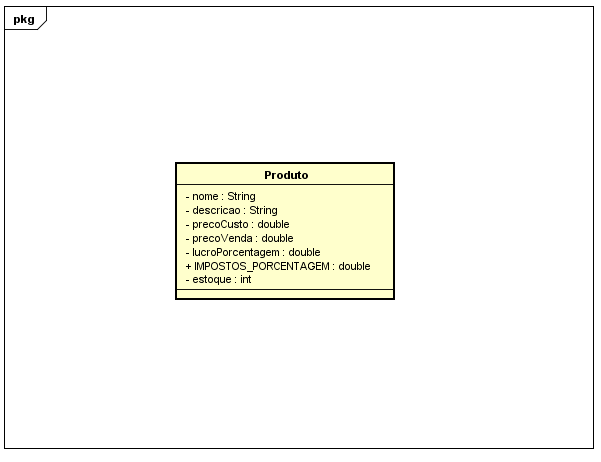 pkg
Produto
- nome : String
- descricao : String
- precoCusto : double
- precoVenda : double
- lucroPorcentagem : double
+ IMPOSTOS_PORCENTAGEM : double
- estoque : int